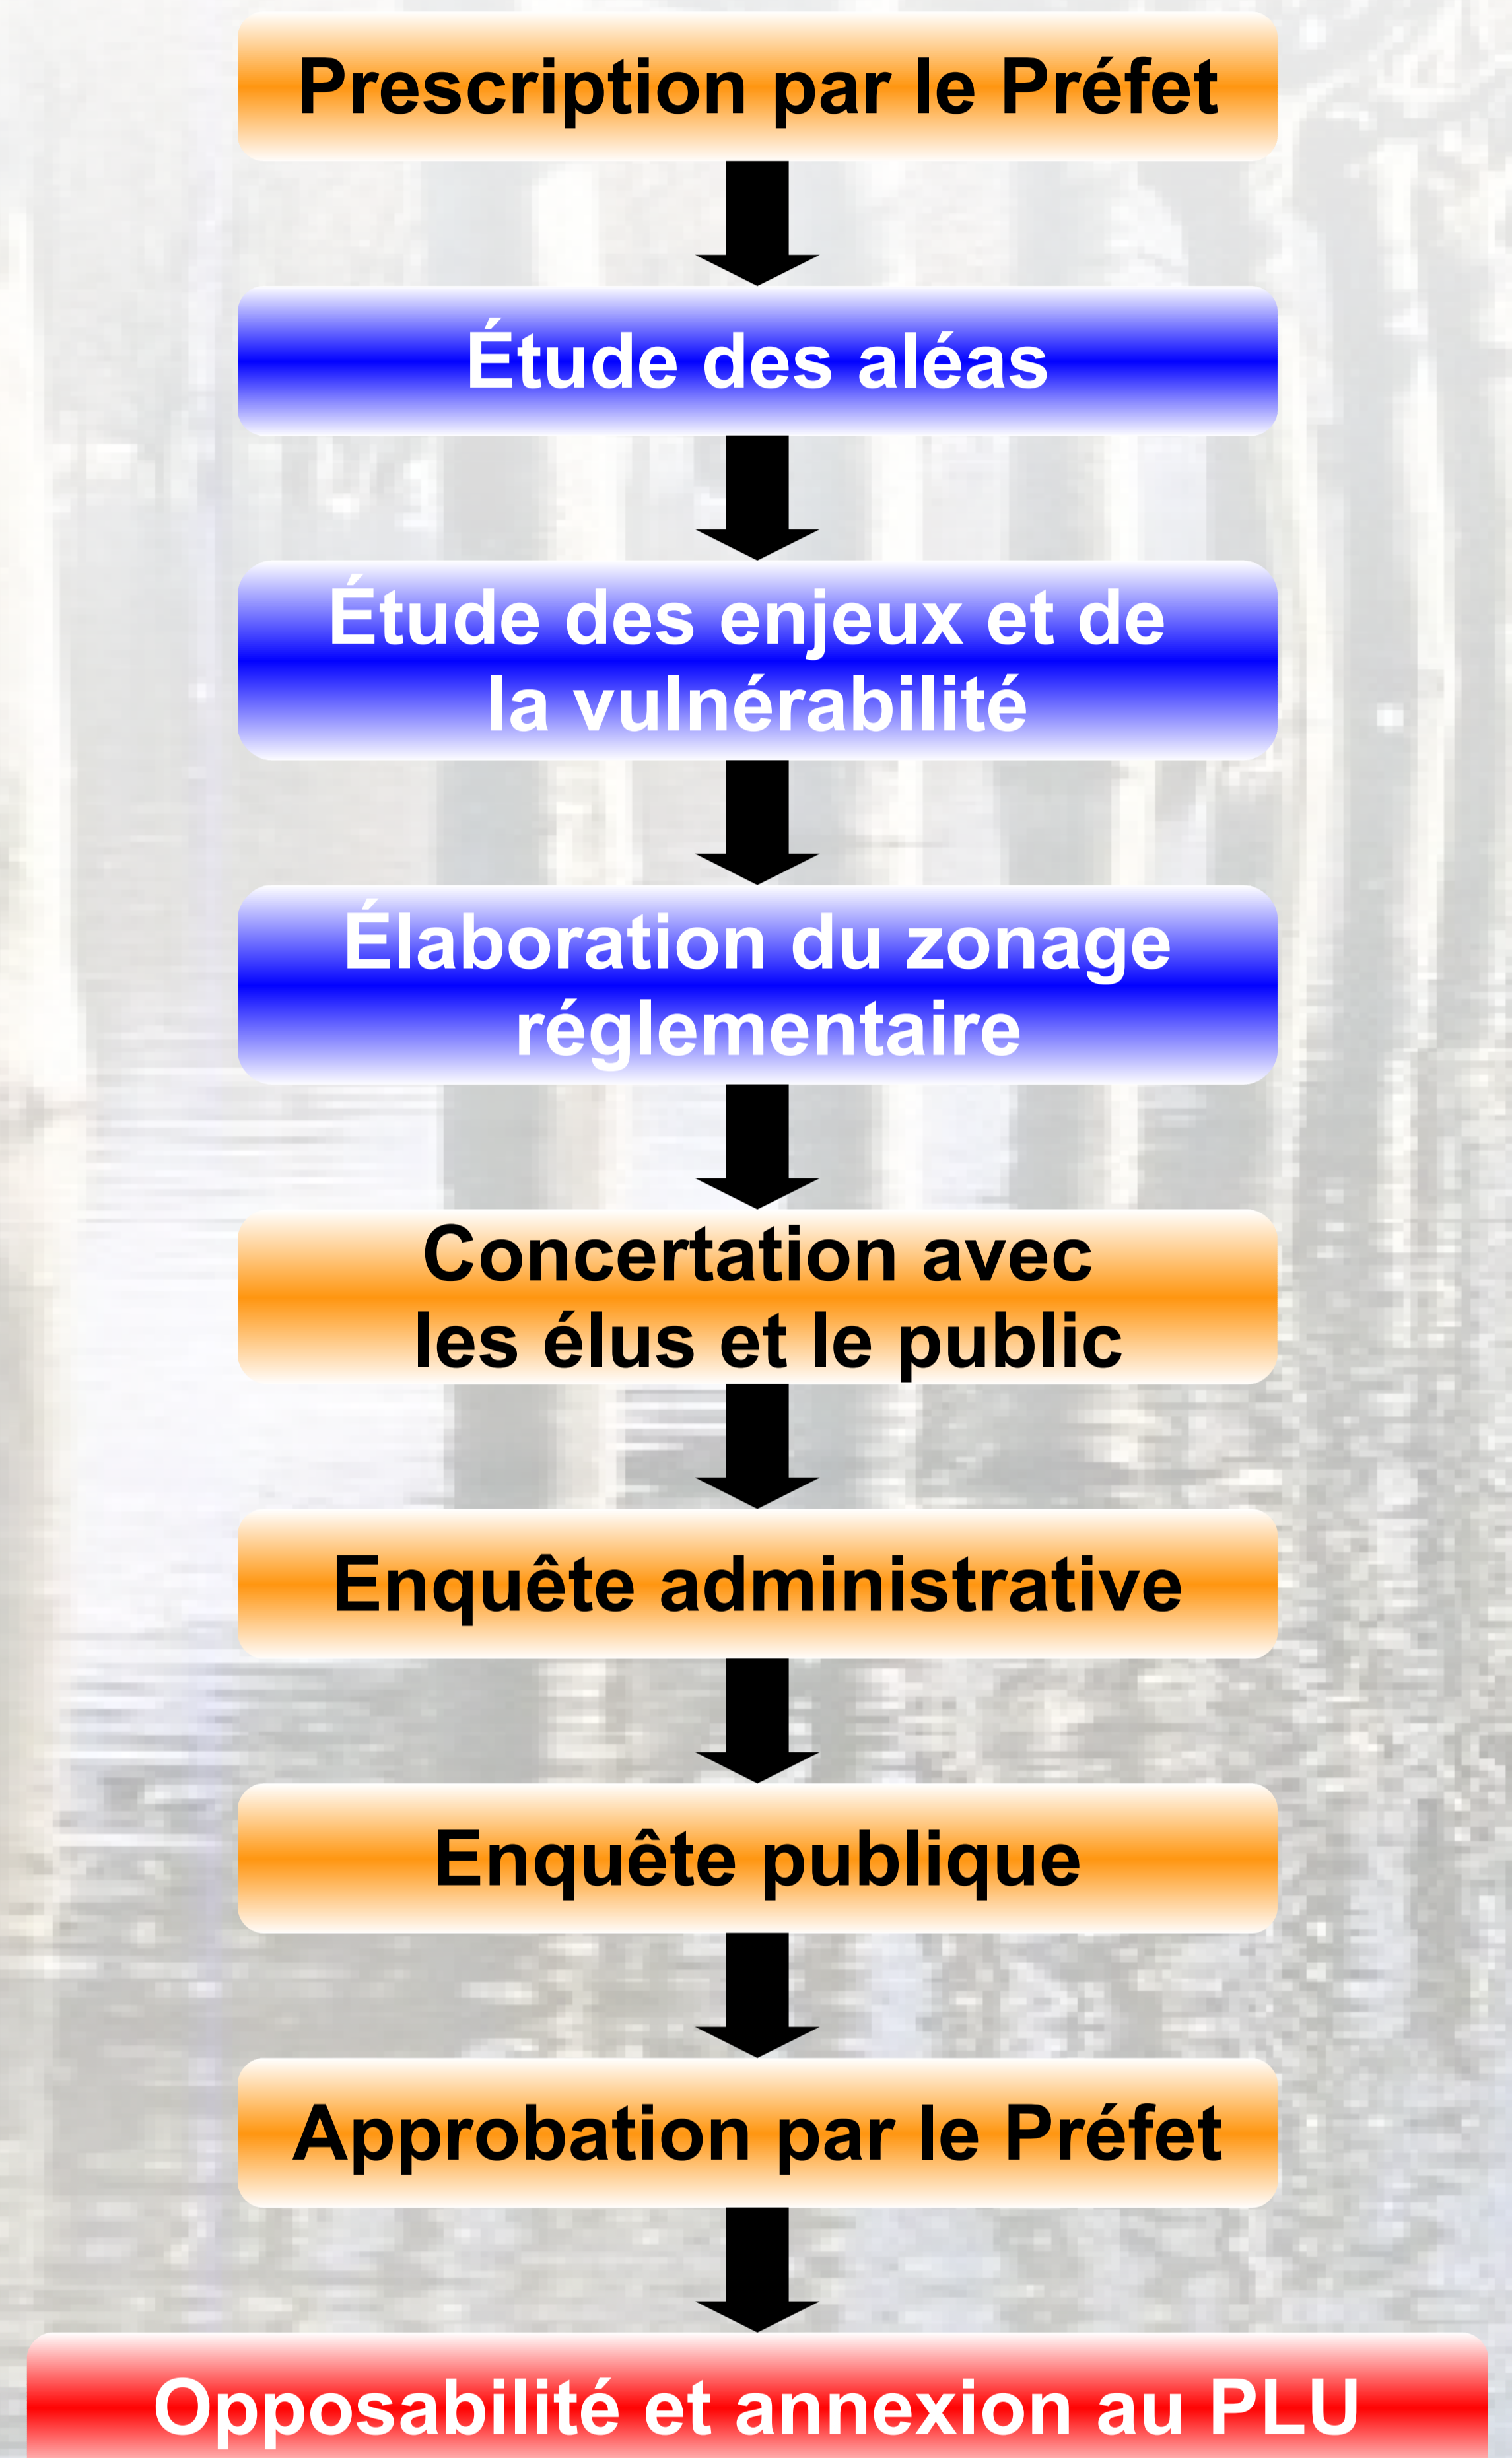 Prescription par le Préfet
Étude des aléas
Étude des enjeux et de
la vulnérabilité
Élaboration du zonage
réglementaire
Concertation avec
les élus et le public
Enquête administrative
Enquête publique
Approbation par le Préfet
Opposabilité et annexion au PLU